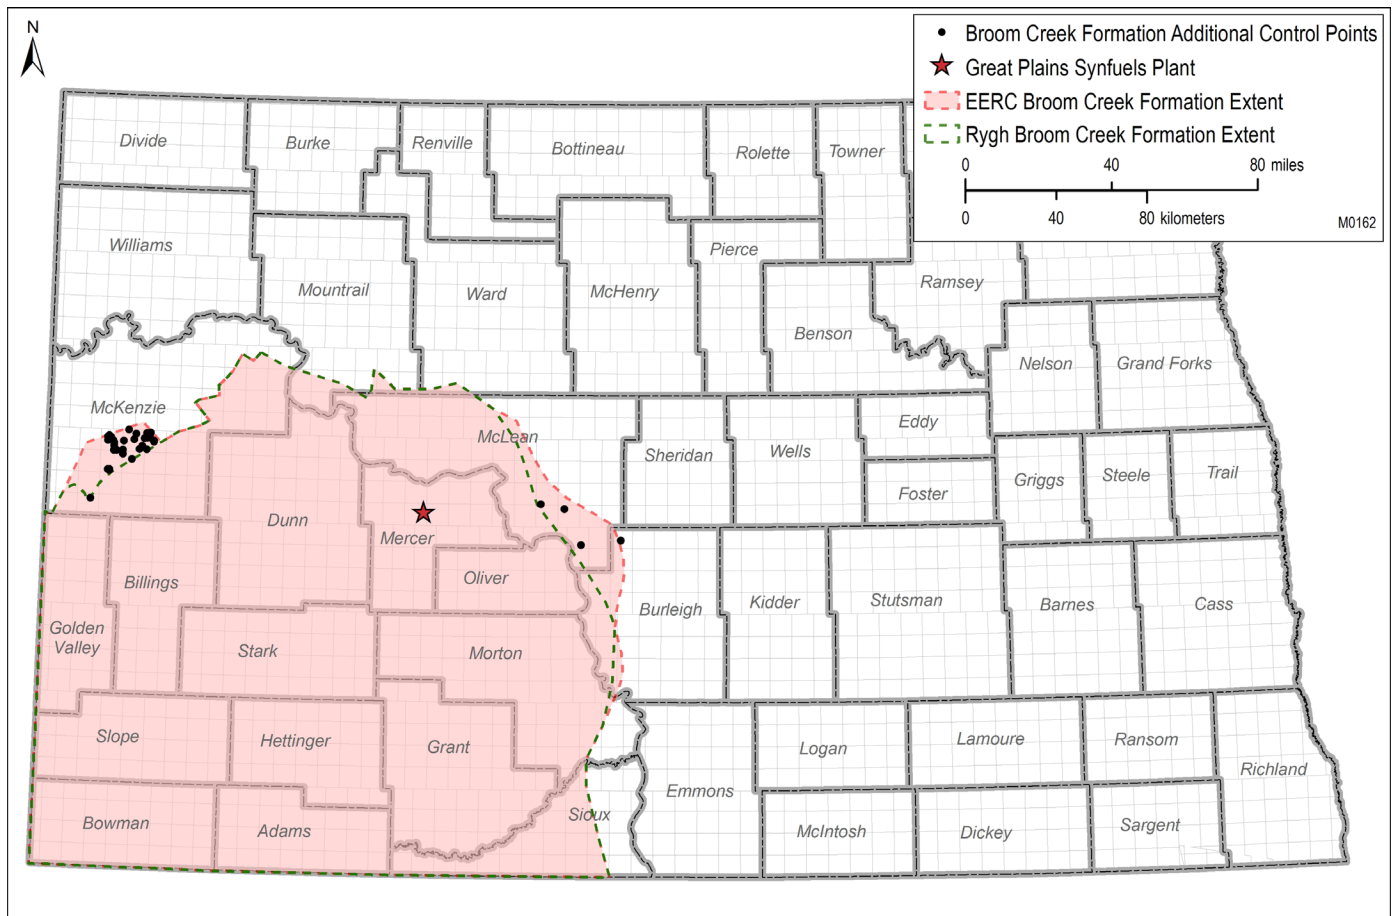 N
Broom Creek Formation Additional Control Points
Great Plains Synfuels Plant
EERC Broom Creek Formation Extent
Rygh Broom Creek Formation Extent
0 40 80 miles
0 40 80 kilometers
M0162
Divide
Burke
Renville
Bottineau
Rolette
Towner
Williams
Mountrail
Ward
McHenry
Pierce
Benson
Ramsey
Nelson
Grand Forks
McKenzie
McLean
Sheridan
Wells
Eddy
Foster
Griggs
Steele
Trail
Dunn
Mercer
Oliver
Billings
Golden
Valley
Stark
Morton
Burleigh
Kidder
Stutsman
Barnes
Cass
Slope
Hettinger
Grant
Emmons
Logan
Lamoure
Ransom
Richland
Bowman
Adams
Sioux
McIntosh
Dickey
Sargent